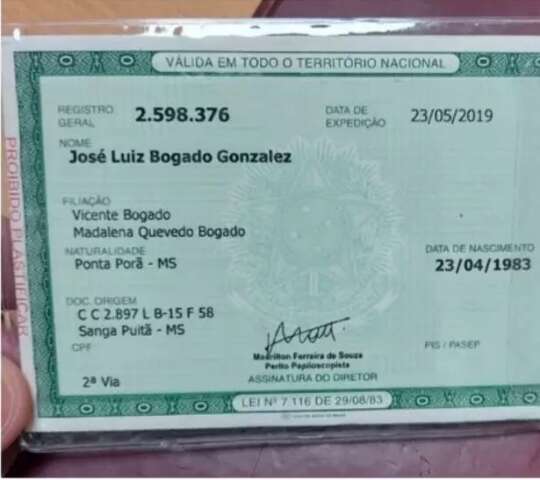 VÁLIDA EM TODO O TERRITÓRIO NACIONAL
REGISTRO GERAL 2.598.376 DATA DE EXPEDIÇÃO 23/05/2019
NOME
José Luiz Bogado Gonzalez
FILIAÇÃO
Vicente Bogado
Madalena Quevedo Bogado
NATURALIDADE DATA DE NASCIMENTO
Ponta Porã - MS 23/04/1983
DOC. ORIGEM
C C 2.897 L B-15 F 58
Sanga Puitã - MS
CPF PIS / PASEP
Ferreira de Souza
Perito Papiloscopista
2ª Via ASSINATURA DO DIRETOR
LEI Nº 7.116 DE 29/08/83
PROIBIDO PLASTIFICAR